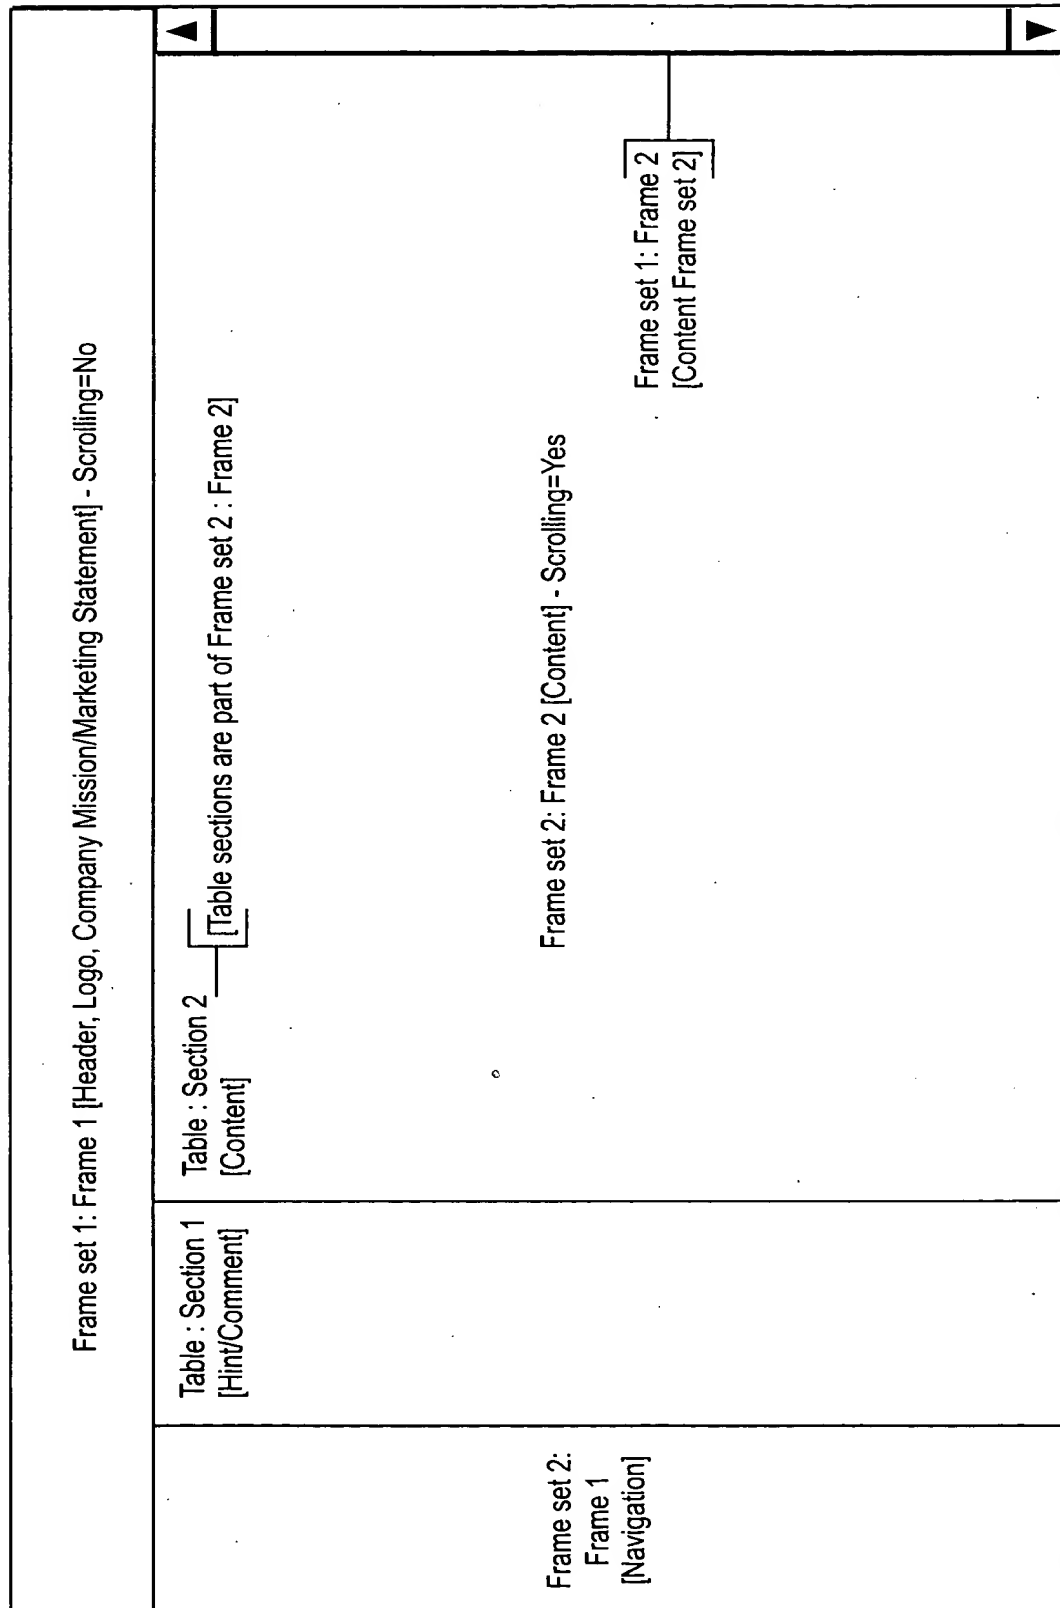 Frame set 1: Frame 1 [Header, Logo, Company Mission/Marketing Statement] - Scrolling=No
Table : Section 1
[Hint/Comment]
Table : Section 2
[Content]
[Table sections are part of Frame set 2 : Frame 2]
Frame set 2:
Frame 1
[Navigation]
Frame set 2: Frame 2 [Content] - Scrolling=Yes
Frame set 1: Frame 2
[Content Frame set 2]